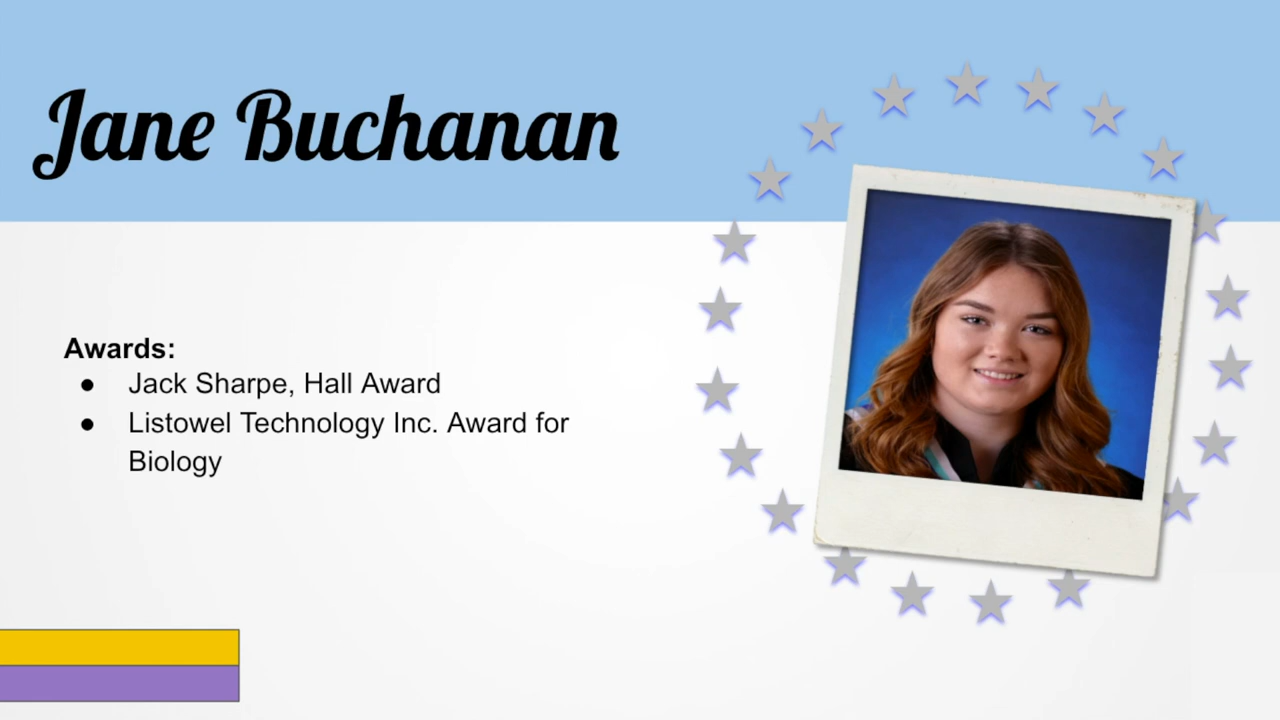 Jane Buchanan
Awards:
● Jack Sharpe, Hall Award
● Listowel Technology Inc. Award for
Biology